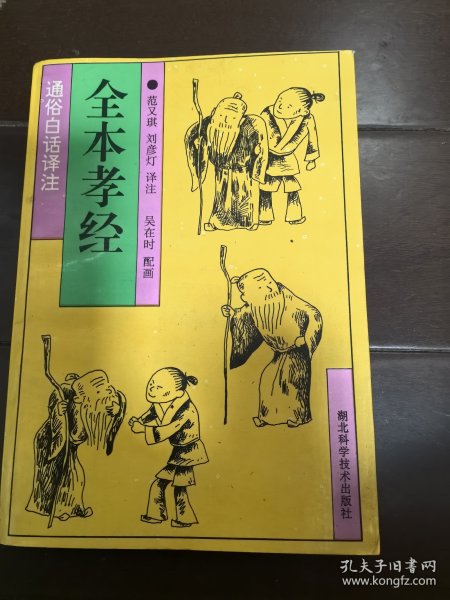 通俗白话译注
全本孝经
●范又琪 刘彦灯 译注 吴在时 配画
湖北科学技术出版社
孔夫子旧书网
www.kongfz.com